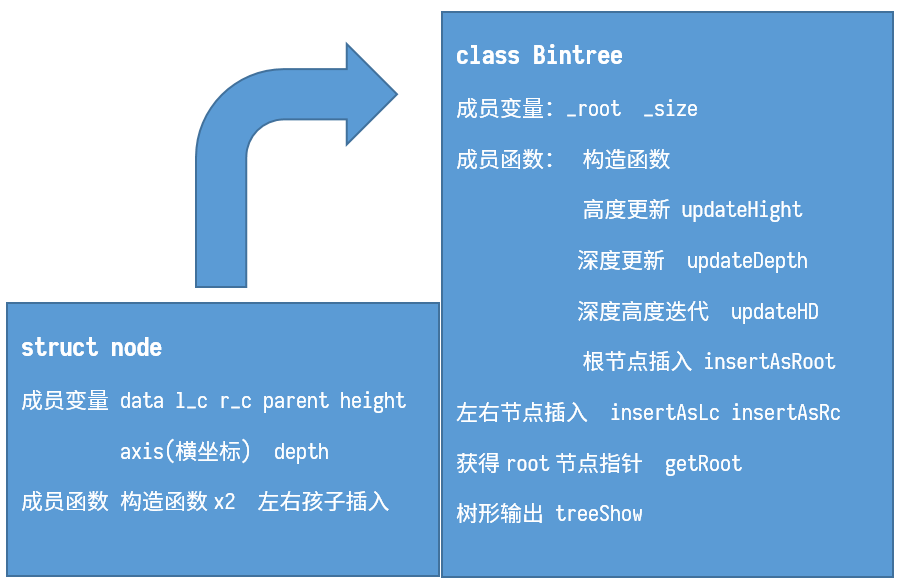 class Bintree
成员变量：_root _size
成员函数： 构造函数
高度更新 updateHight
深度更新 updateDepth
深度高度迭代 updateHD
根节点插入 insertAsRoot
左右节点插入 insertAsLc insertAsRc
获得 root 节点指针 getRoot
树形输出 treeShow
struct node
成员变量 data l_c r_c parent height
axis(横坐标) depth
成员函数 构造函数 x2 左右孩子插入